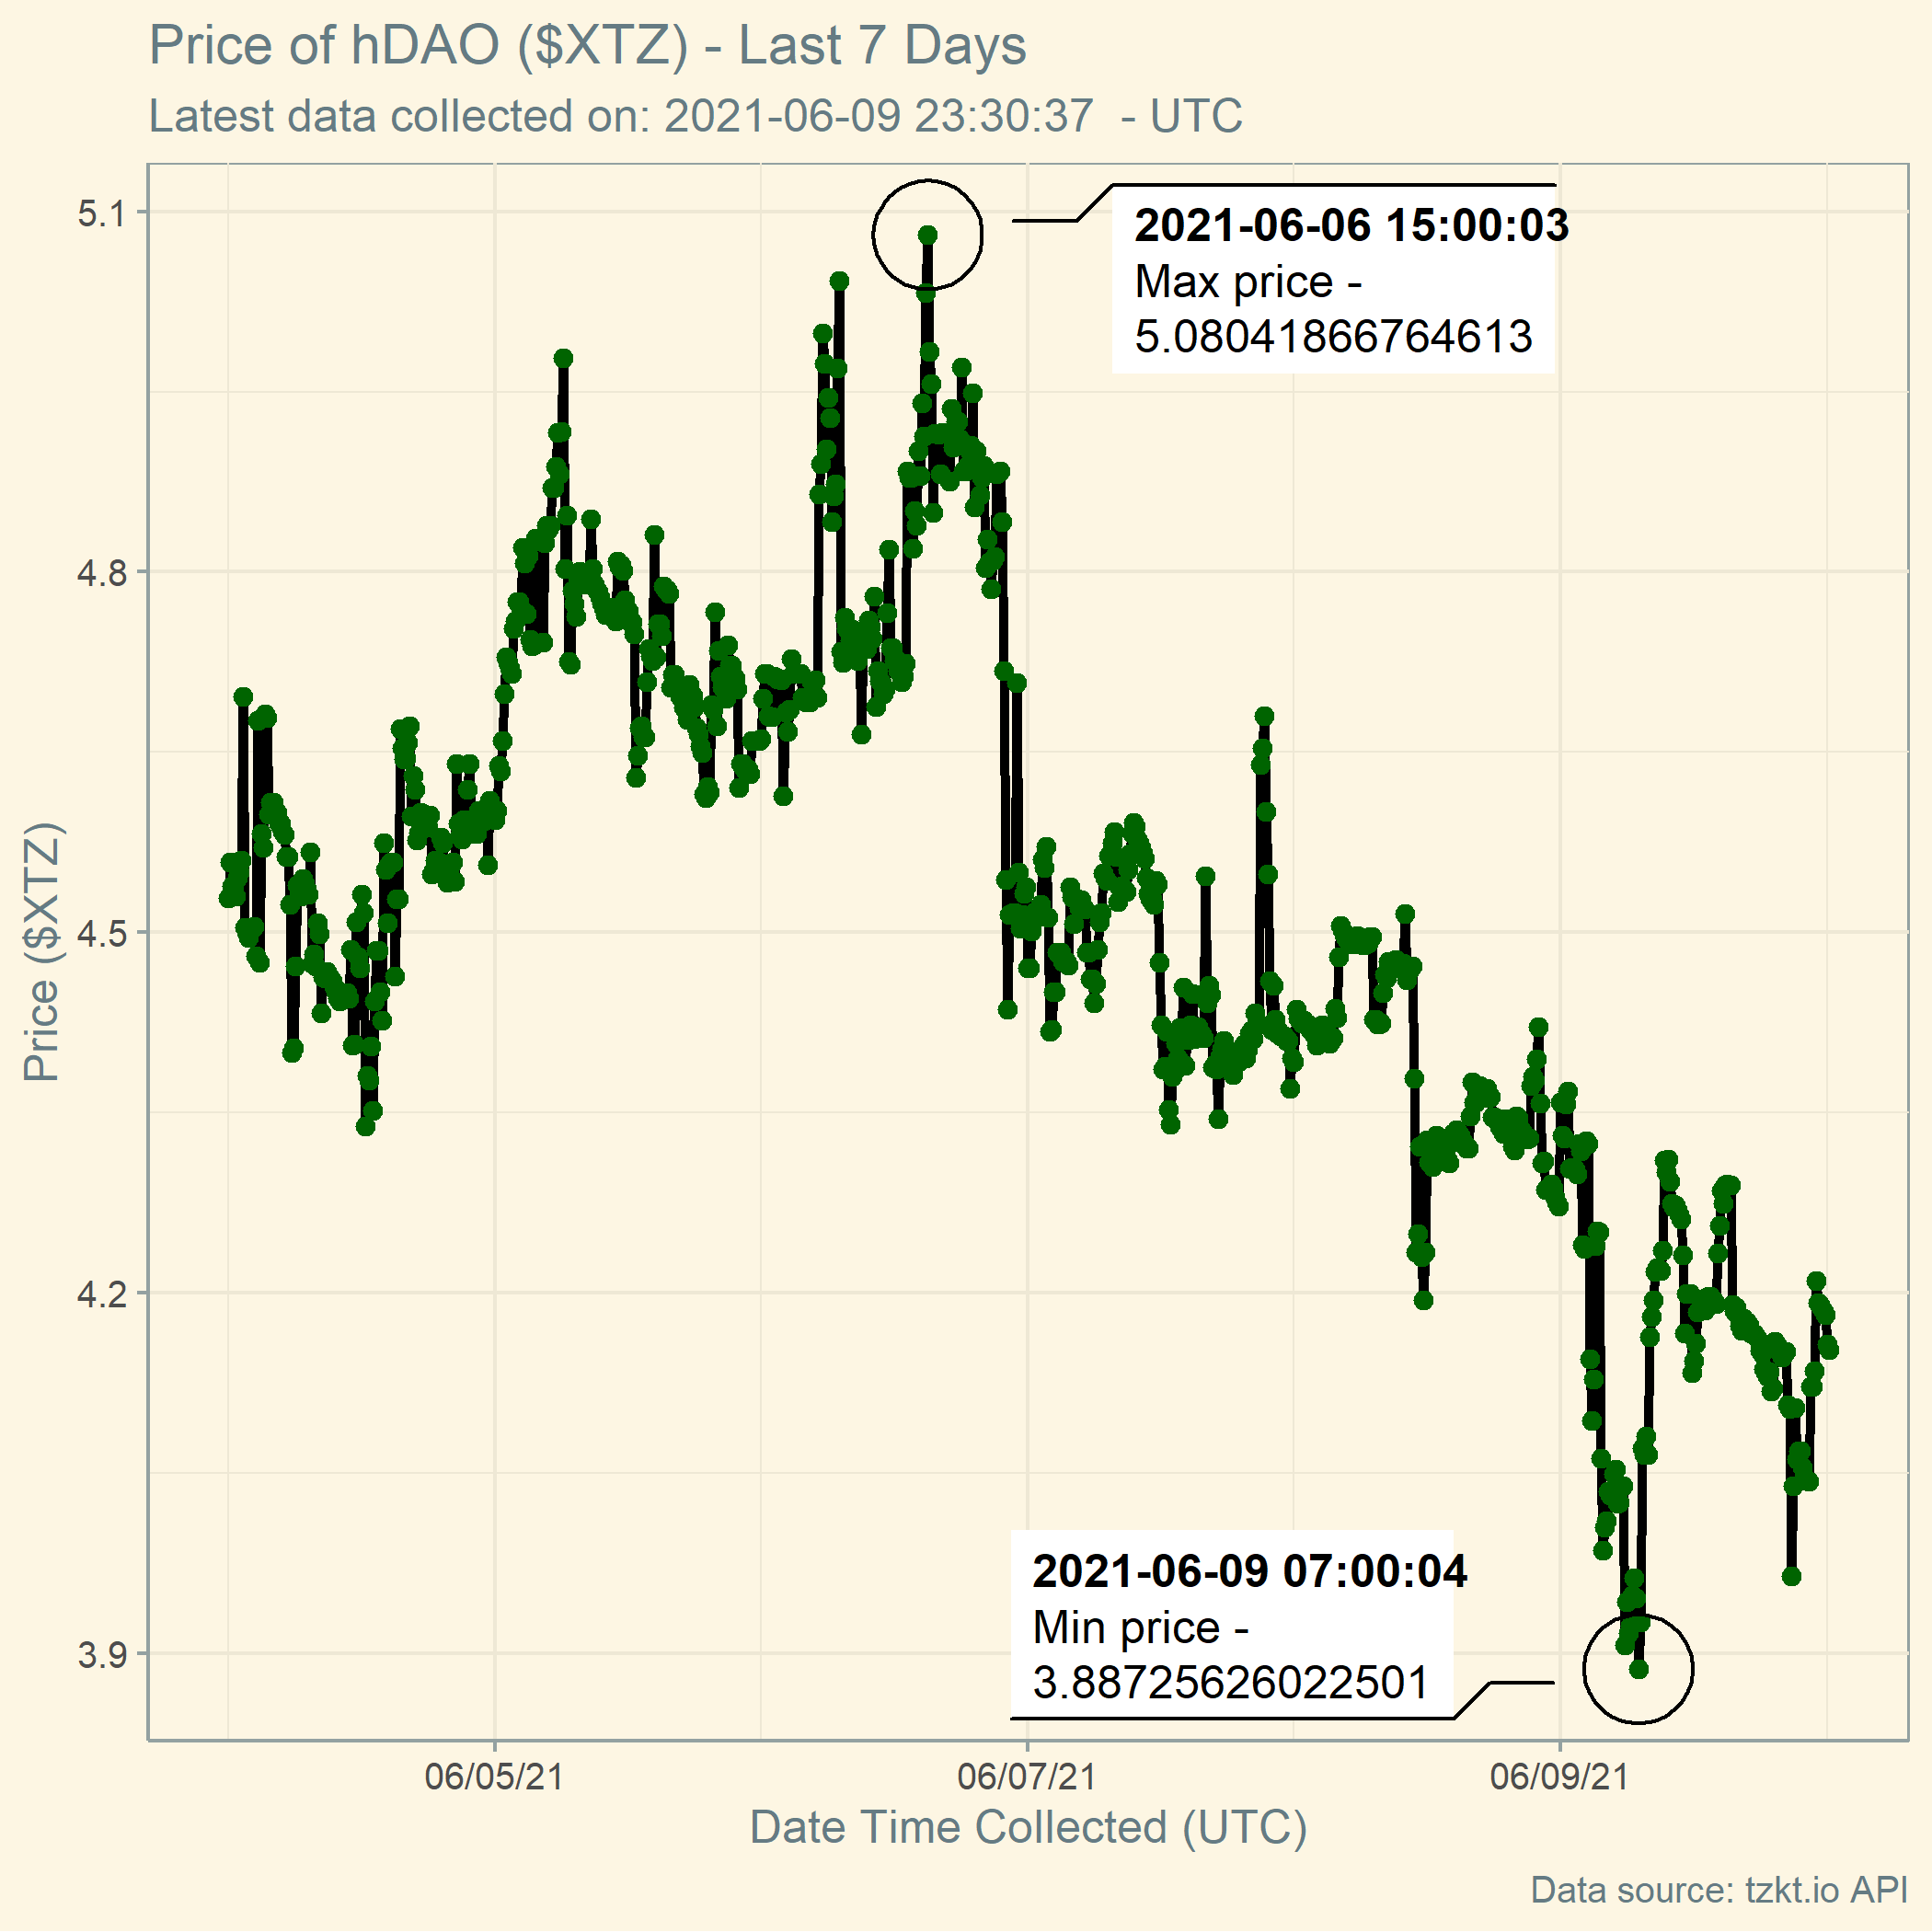 Price of hDAO ($XTZ) - Last 7 Days
Latest data collected on: 2021-06-09 23:30:37  - UTC
2021-06-06 15:00:03
Max price -
5.08041866764613
5.1
4.8
4.5
4.2
3.9
Price ($XTZ)
2021-06-09 07:00:04
Min price -
3.88725626022501
06/05/21
06/07/21
06/09/21
Date Time Collected (UTC)
Data source: tzkt.io API